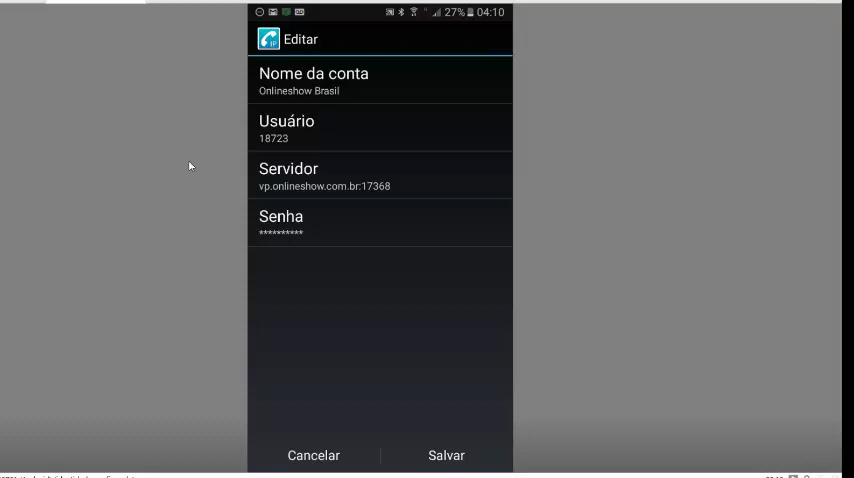 27% 04:10
IP Editar
Nome da conta
Onlineshow Brasil
Usuário
18723
Servidor
vp.onlineshow.com.br:17368
Senha
**********
Cancelar Salvar